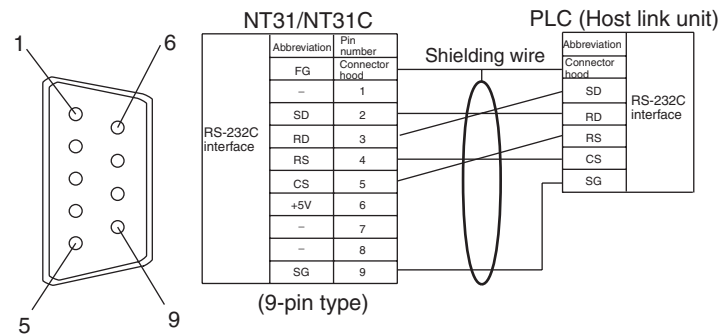 NT31/NT31C
PLC (Host link unit)
1
6
5
9
Abbreviation Pin number
FG Connector hood
– 1
SD 2
RD 3
RS 4
CS 5
+5V 6
– 7
– 8
SG 9
RS-232C interface
(9-pin type)
Shielding wire
Abbreviation
Connector hood
SD
RD
RS
CS
SG
RS-232C interface